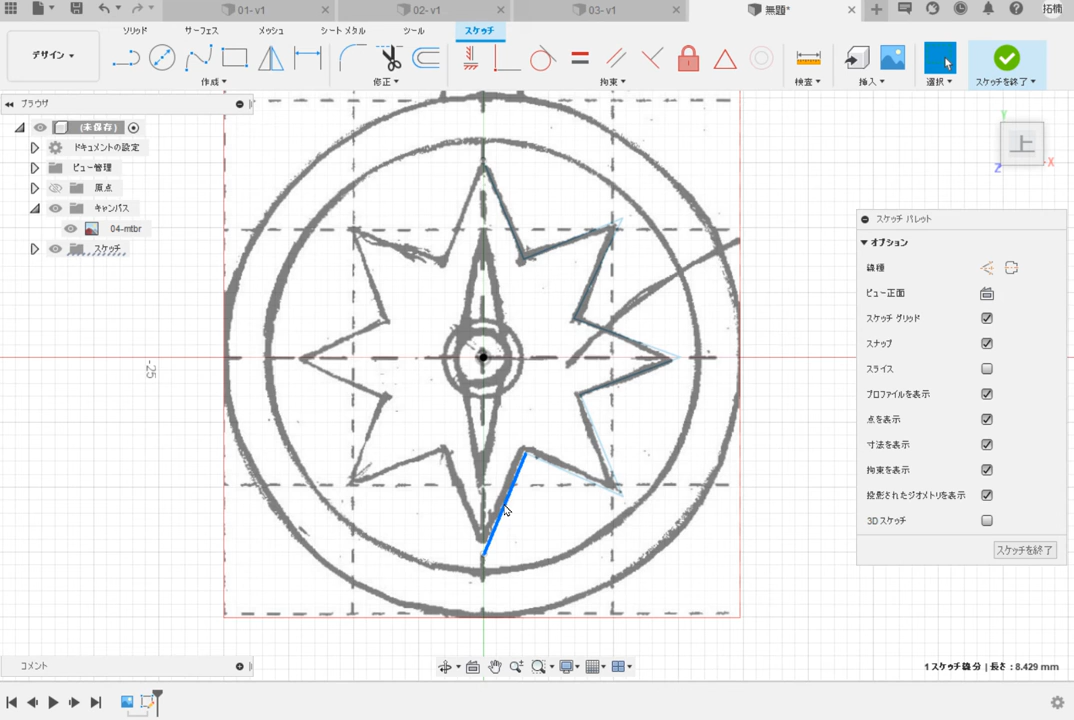 01- v1
02- v1
03- v1
無題*
拓楠
デザイン
ソリッド
サーフェス
メッシュ
シート メタル
ツール
スケッチ
作成
修正
拘束
検査
挿入
選択
スケッチを終了
ブラウザ
(未保存)
ドキュメントの設定
ビュー管理
原点
キャンバス
04-mtbr
スケッチ
-25
Y
上
X
Z
スケッチ パレット
オプション
線種
ビュー正面
スケッチ グリッド
スナップ
スライス
プロファイルを表示
点を表示
寸法を表示
拘束を表示
投影されたジオメトリを表示
3D スケッチ
スケッチを終了
コメント
1 スケッチ線分 | 長さ : 8.429 mm